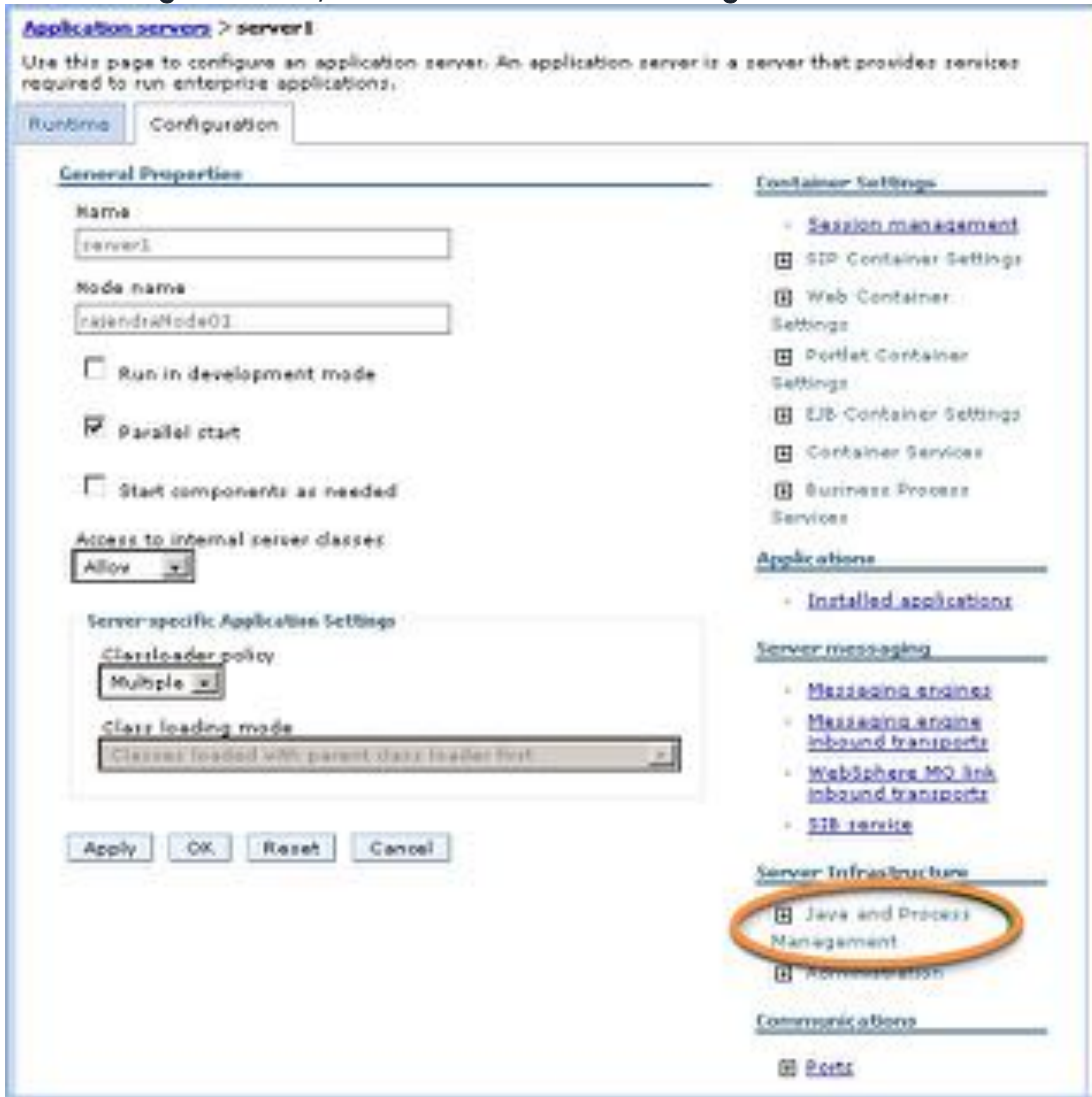 Application servers > server1
Use this page to configure an application server. An application server is a server that provides services
required to run enterprise applications.
Runtime
Configuration
General Properties
Name
server1
Node name
rajendraNode01
Run in development mode
Parallel start
Start components as needed
Access to internal server classes
Allow
Server-specific Application Settings
Classloader policy
Multiple
Class loading mode
Classes loaded with parent class loader first
Apply
OK
Reset
Cancel
Container Settings
Session management
SIP Container Settings
Web Container
Settings
Portlet Container
Settings
EJB Container Settings
Container Services
Business Process
Services
Applications
Installed applications
Server messaging
Messaging engines
Messaging engine
inbound transports
WebSphere MQ link
inbound transports
SIB service
Server Infrastructure
Java and Process
Management
Administration
Communications
Ports